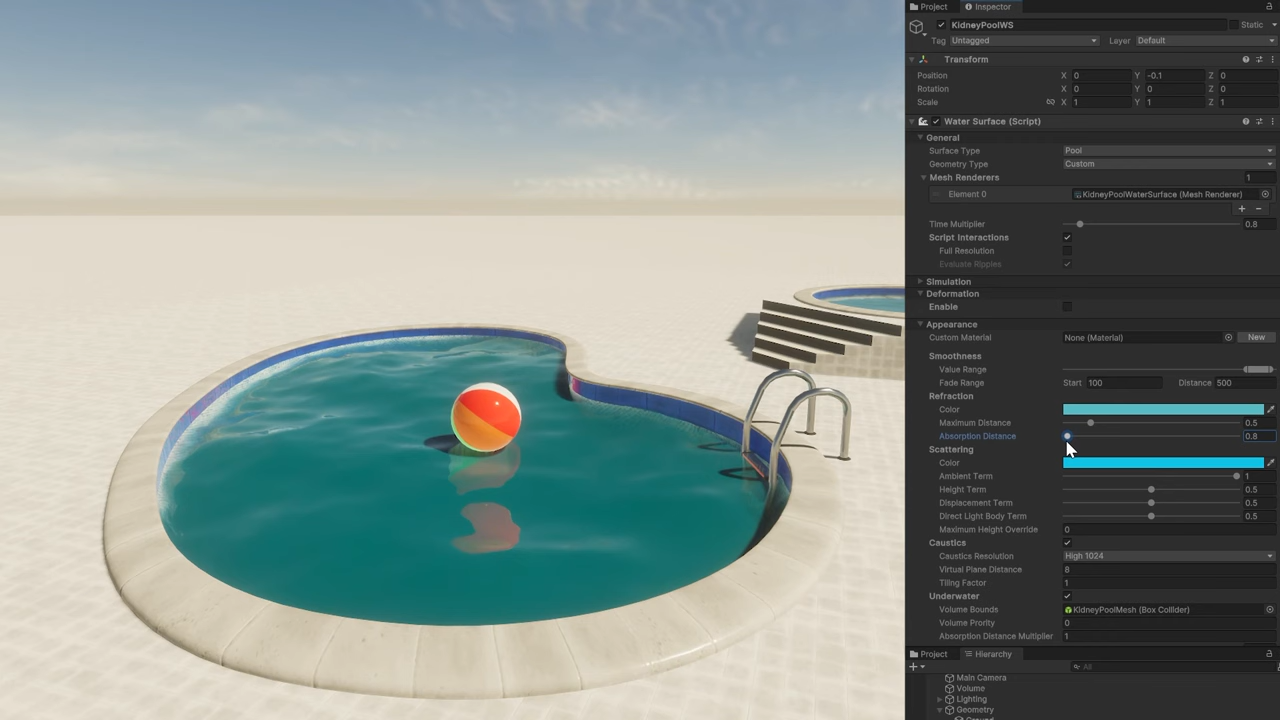 Project
Inspector
KidneyPoolWS
Static
Tag Untagged Layer Default
Transform
Position X 0 Y -0.1 Z 0
Rotation X 0 Y 0 Z 0
Scale X 1 Y 1 Z 1
Water Surface (Script)
General
Surface Type Pool
Geometry Type Custom
Mesh Renderers 1
Element 0 KidneyPoolWaterSurface (Mesh Renderer)
Time Multiplier 0.8
Script Interactions
Full Resolution
Evaluate Ripples
Simulation
Deformation
Enable
Appearance
Custom Material None (Material) New
Smoothness
Value Range
Fade Range Start 100 Distance 500
Refraction
Color
Maximum Distance 0.5
Absorption Distance 0.8
Scattering
Color
Ambient Term 1
Height Term 0.5
Displacement Term 0.5
Direct Light Body Term 0.5
Maximum Height Override 0
Caustics
Caustics Resolution High 1024
Virtual Plane Distance 8
Tiling Factor 1
Underwater
Volume Bounds KidneyPoolMesh (Box Collider)
Volume Prority 0
Absorption Distance Multiplier 1
Project
Hierarchy
All
Main Camera
Volume
Lighting
Geometry